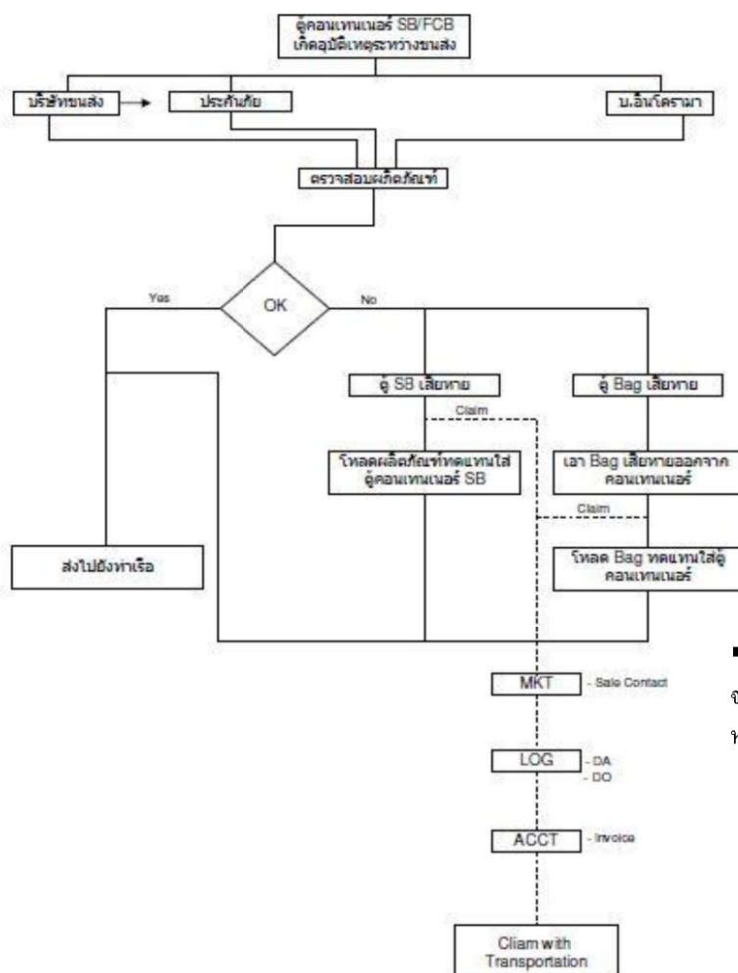 ตู้คอนเทนเนอร์ SB/FCB
เกิดอุบัติเหตุระหว่างขนส่ง
บริษัทขนส่ง
ประกันภัย
บ.อินโดรามา
ตรวจสอบผลิตภัณฑ์
Yes
OK
No
ตู้ SB เสียหาย
ตู้ Bag เสียหาย
Claim
โหลดผลิตภัณฑ์ทดแทนใส่
ตู้คอนเทนเนอร์ SB
เอา Bag เสียหายออกจาก
คอนเทนเนอร์
Claim
ส่งไปยังท่าเรือ
โหลด Bag ทดแทนใส่ตู้
คอนเทนเนอร์
MKT
- Sale Contact
LOG
- DA
- DO
ACCT
- Invoice
Cliam with
Transportation